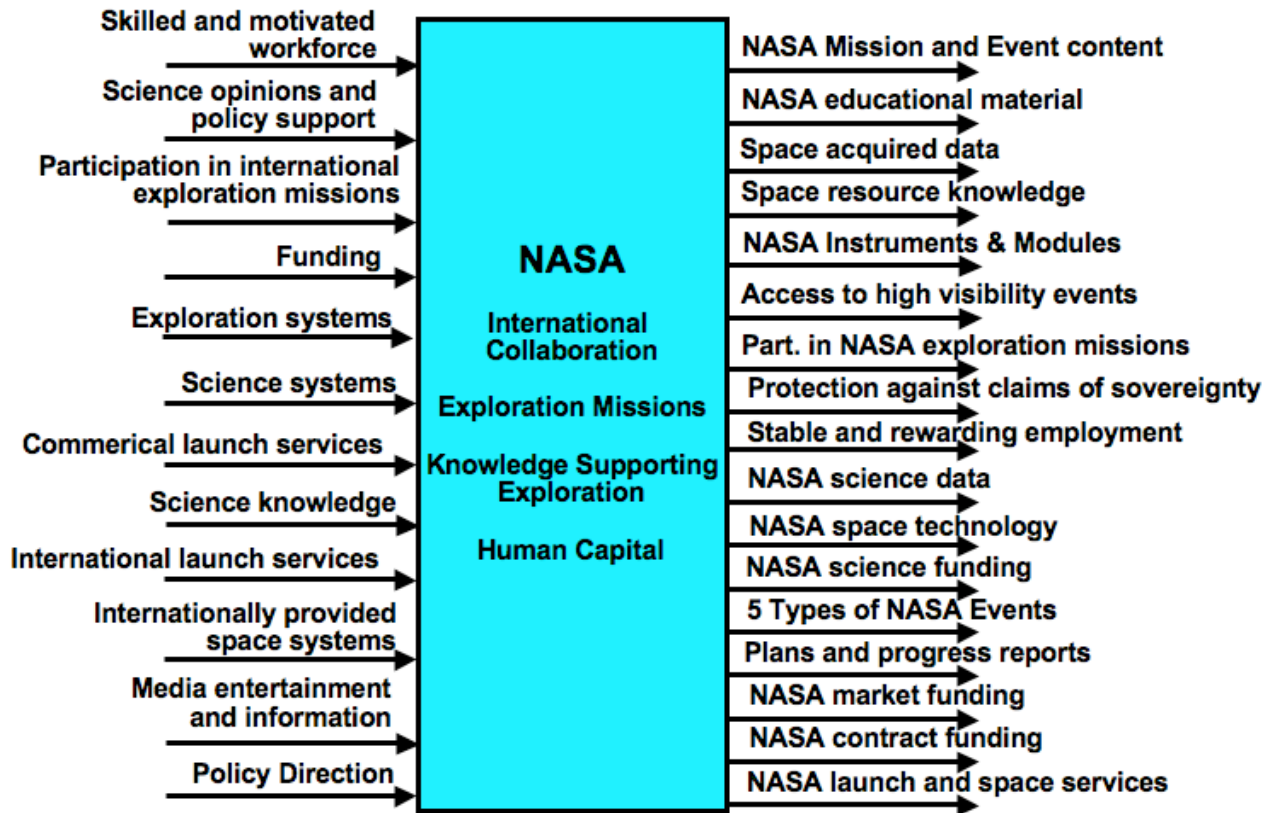 Skilled and motivated
workforce
Science opinions and
policy support
Participation in international
exploration missions
Funding
Exploration systems
Science systems
Commerical launch services
Science knowledge
International launch services
Internationally provided
space systems
Media entertainment
and information
Policy Direction
NASA
International
Collaboration
Exploration Missions
Knowledge Supporting
Exploration
Human Capital
NASA Mission and Event content
NASA educational material
Space acquired data
Space resource knowledge
NASA Instruments & Modules
Access to high visibility events
Part. in NASA exploration missions
Protection against claims of sovereignty
Stable and rewarding employment
NASA science data
NASA space technology
NASA science funding
5 Types of NASA Events
Plans and progress reports
NASA market funding
NASA contract funding
NASA launch and space services